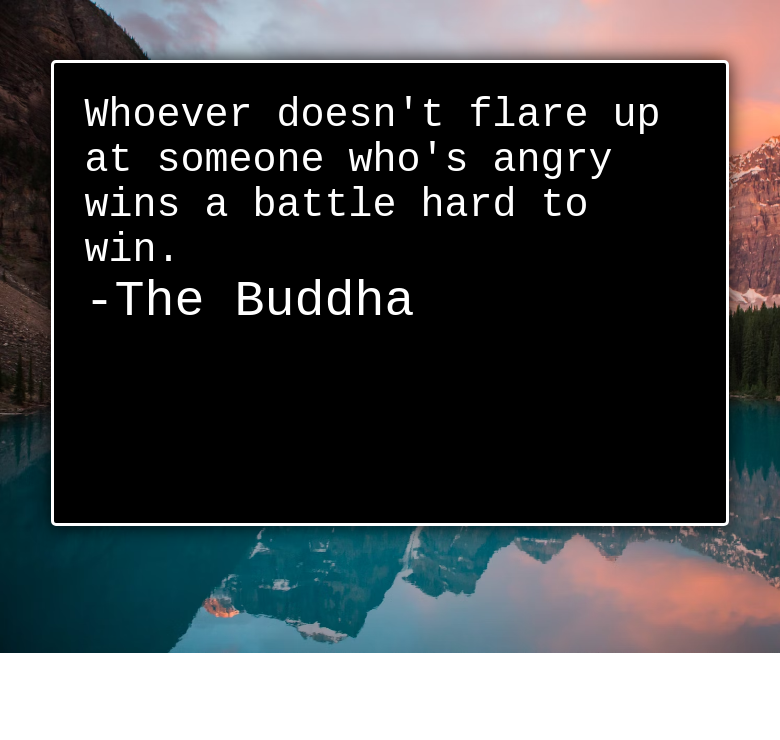 Whoever doesn't flare up
at someone who's angry
wins a battle hard to
win.
-The Buddha